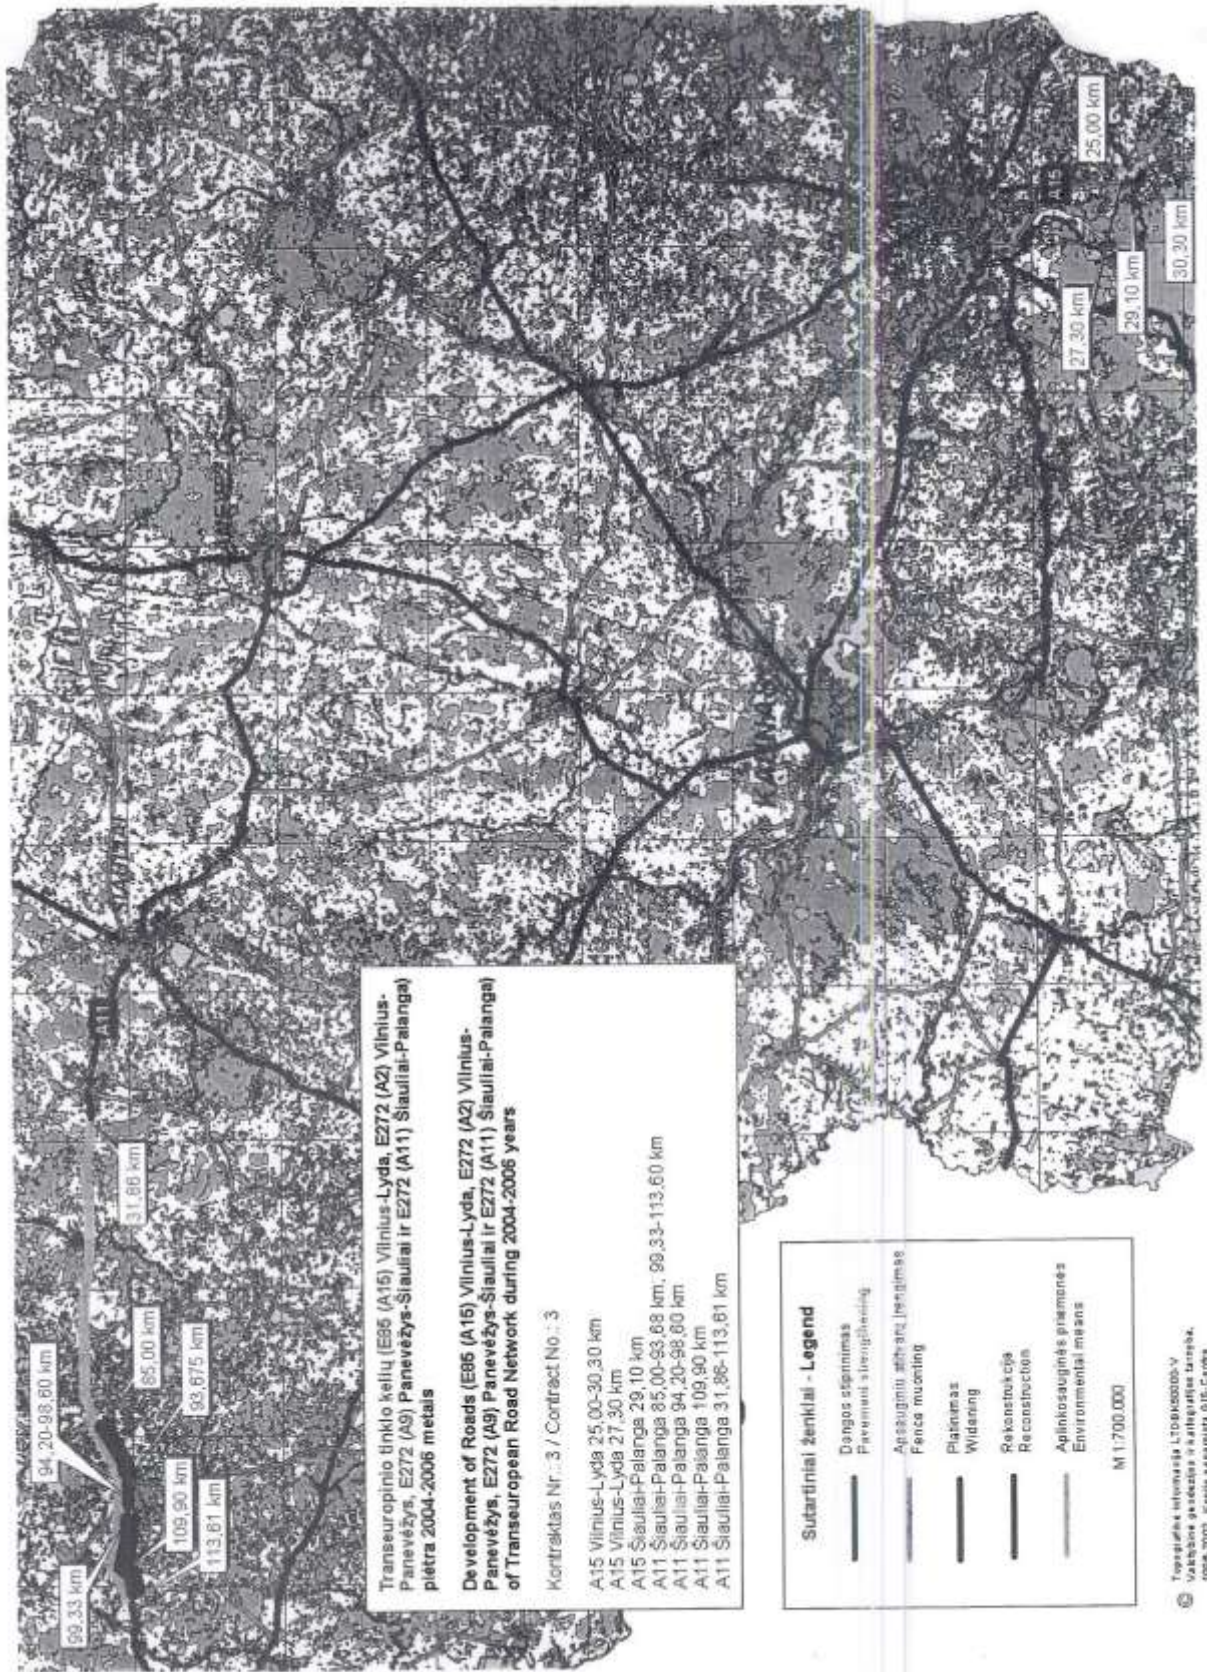 Transeuropinio tinklo kelių (E85 (A15) Vilnius-Lyda, E272 (A2) Vilnius-
Panevėžys, E272 (A9) Panevėžys-Šiauliai ir E272 (A11) Šiauliai-Palanga)
plėtra 2004-2006 metais
Development of Roads (E85 (A15) Vilnius-Lyda, E272 (A2) Vilnius-
Panevėžys, E272 (A9) Panevėžys-Šiauliai ir E272 (A11) Šiauliai-Palanga)
of Transeuropean Road Network during 2004-2006 years
Kontraktas Nr.: 3 / Contract No.: 3
A15 Vilnius-Lyda 25,00-30,30 km
A15 Vilnius-Lyda 27,30 km
A15 Šiauliai-Palanga 29,10 km
A11 Šiauliai-Palanga 85,00-93,68 km; 99,33-113,60 km
A11 Šiauliai-Palanga 94,20-98,60 km
A11 Šiauliai-Palanga 109,90 km
A11 Šiauliai-Palanga 31,86-113,61 km
Sutartiniai ženklai - Legend
Dangos stiprinimas
Pavement strengthening
Apsauginių atitvarų įrengimas
Fence muonting
Platinimas
Widening
Rekonstrukcija
Reconstruction
Aplinkosauginės priemonės
Environmental means
M 1:700.000
99,33 km
94,20-98,60 km
109,90 km
113,61 km
85,00 km
93,675 km
31,86 km
A11
KAUNAS
A15
25,00 km
27,30 km
29,10 km
30,30 km
©